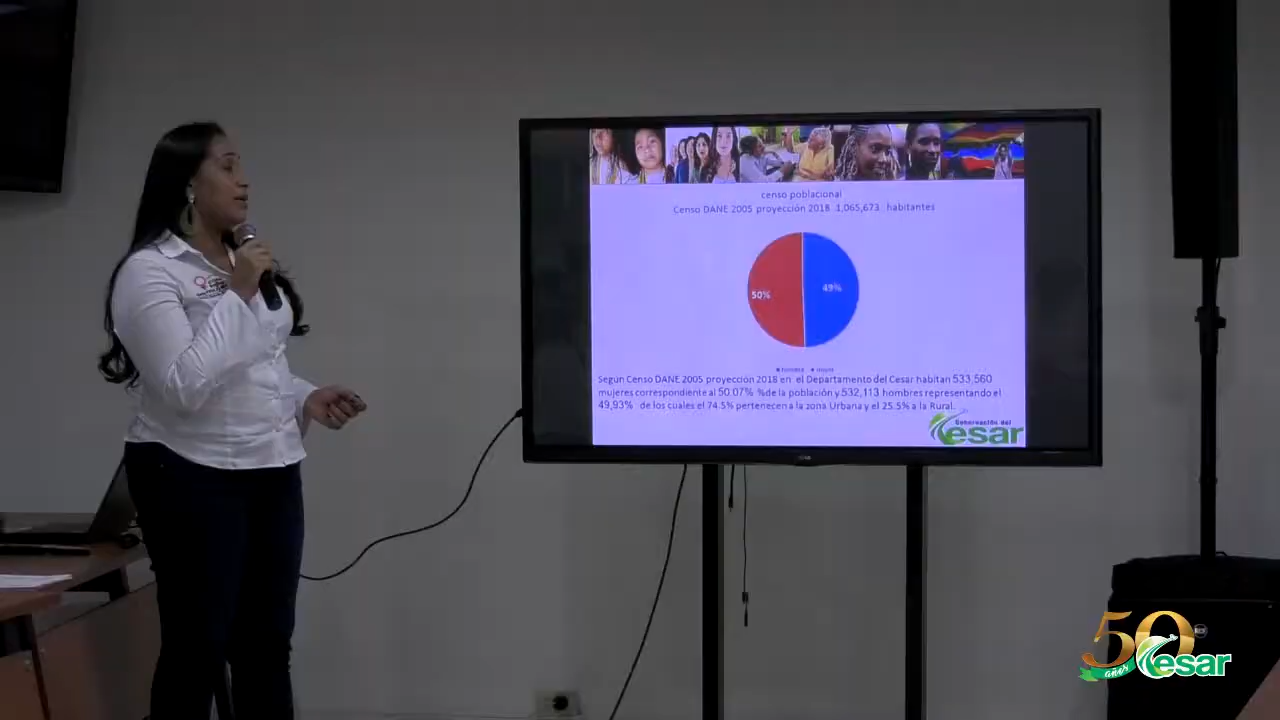 censo poblacional
Censo DANE 2005 proyección 2018 .1,065,673 habitantes
50%
49%
Según Censo DANE 2005 proyección 2018 en el Departamento del Cesar habitan 533,560
mujeres correspondiente al 50.07% %de la población y 532,113 hombres representando el
49,93% de los cuales el 74.5% pertenecen a la zona Urbana y el 25.5% a la Rural.
Gobernación del
Cesar
50
años
Cesar